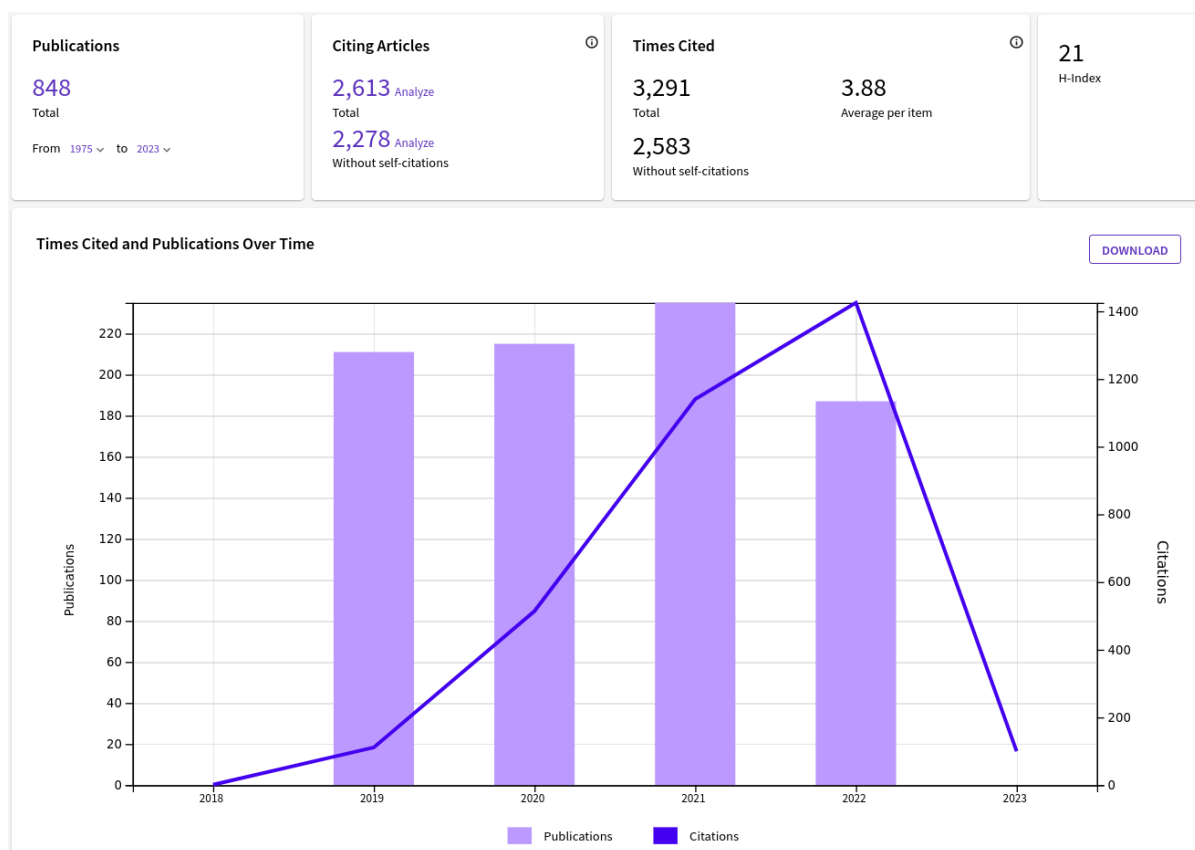 Publications
848
Total
From 1975 to 2023
Citing Articles
2,613 Analyze
Total
2,278 Analyze
Without self-citations
Times Cited
3,291
Total
2,583
Without self-citations
3.88
Average per item
21
H-Index
Times Cited and Publications Over Time
DOWNLOAD
Publications
220
200
180
160
140
120
100
80
60
40
20
0
1400
1200
1000
800
600
400
200
0
Citations
2018 2019 2020 2021 2022 2023
Publications Citations